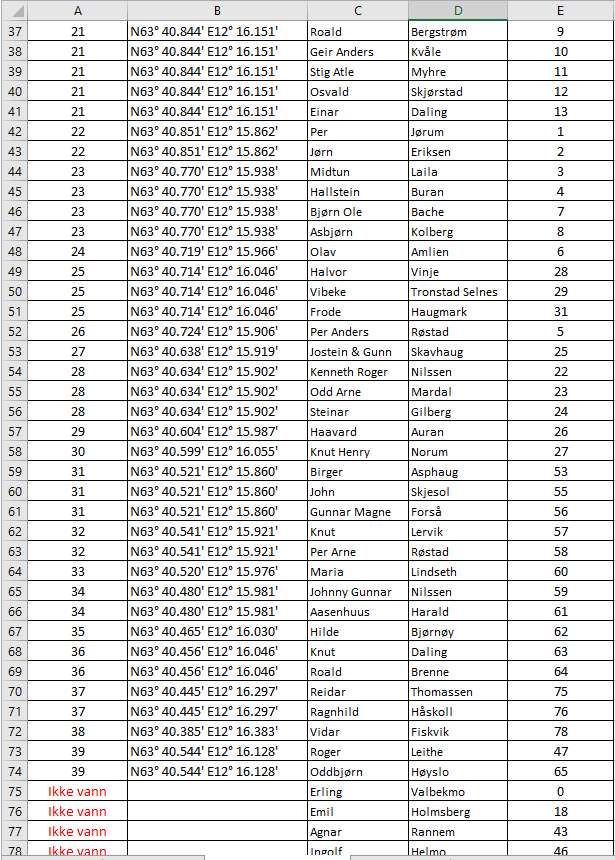 A B C D E
37 21 N63° 40.844' E12° 16.151' Roald Bergstrøm 9
38 21 N63° 40.844' E12° 16.151' Geir Anders Kvåle 10
39 21 N63° 40.844' E12° 16.151' Stig Atle Myhre 11
40 21 N63° 40.844' E12° 16.151' Osvald Skjørstad 12
41 21 N63° 40.844' E12° 16.151' Einar Daling 13
42 22 N63° 40.851' E12° 15.862' Per Jørum 1
43 22 N63° 40.851' E12° 15.862' Jørn Eriksen 2
44 23 N63° 40.770' E12° 15.938' Midtun Laila 3
45 23 N63° 40.770' E12° 15.938' Hallstein Buran 4
46 23 N63° 40.770' E12° 15.938' Bjørn Ole Bache 7
47 23 N63° 40.770' E12° 15.938' Asbjørn Kolberg 8
48 24 N63° 40.719' E12° 15.966' Olav Amlien 6
49 25 N63° 40.714' E12° 16.046' Halvor Vinje 28
50 25 N63° 40.714' E12° 16.046' Vibeke Tronstad Selnes 29
51 25 N63° 40.714' E12° 16.046' Frode Haugmark 31
52 26 N63° 40.724' E12° 15.906' Per Anders Røstad 5
53 27 N63° 40.638' E12° 15.919' Jostein & Gunn Skavhaug 25
54 28 N63° 40.634' E12° 15.902' Kenneth Roger Nilssen 22
55 28 N63° 40.634' E12° 15.902' Odd Arne Mardal 23
56 28 N63° 40.634' E12° 15.902' Steinar Gilberg 24
57 29 N63° 40.604' E12° 15.987' Haavard Auran 26
58 30 N63° 40.599' E12° 16.055' Knut Henry Norum 27
59 31 N63° 40.521' E12° 15.860' Birger Asphaug 53
60 31 N63° 40.521' E12° 15.860' John Skjesol 55
61 31 N63° 40.521' E12° 15.860' Gunnar Magne Forså 56
62 32 N63° 40.541' E12° 15.921' Knut Lervik 57
63 32 N63° 40.541' E12° 15.921' Per Arne Røstad 58
64 33 N63° 40.520' E12° 15.976' Maria Lindseth 60
65 34 N63° 40.480' E12° 15.981' Johnny Gunnar Nilssen 59
66 34 N63° 40.480' E12° 15.981' Aasenhuus Harald 61
67 35 N63° 40.465' E12° 16.030' Hilde Bjørnøy 62
68 36 N63° 40.456' E12° 16.046' Knut Daling 63
69 36 N63° 40.456' E12° 16.046' Roald Brenne 64
70 37 N63° 40.445' E12° 16.297' Reidar Thomassen 75
71 37 N63° 40.445' E12° 16.297' Ragnhild Håskoll 76
72 38 N63° 40.385' E12° 16.383' Vidar Fiskvik 78
73 39 N63° 40.544' E12° 16.128' Roger Leithe 47
74 39 N63° 40.544' E12° 16.128' Oddbjørn Høyslo 65
75 Ikke vann Erling Valbekmo 0
76 Ikke vann Emil Holmsberg 18
77 Ikke vann Agnar Rannem 43
78 Ikke vann Ingolf Helmo 46